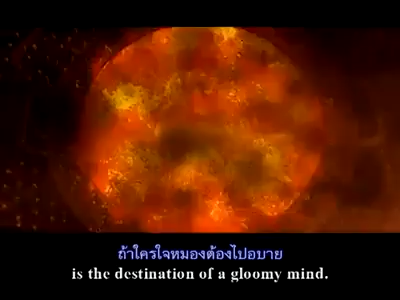 ถ้าใครใจหมองต้องไปอบาย
is the destination of a gloomy mind.